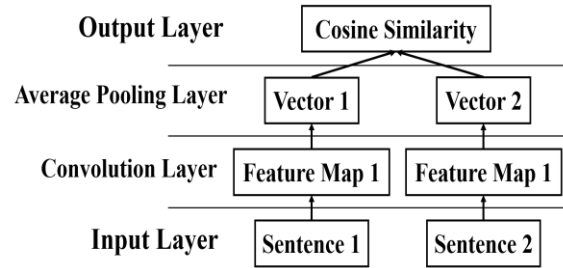 Output Layer Cosine Similarity
Average Pooling Layer Vector 1 Vector 2
Convolution Layer Feature Map 1 Feature Map 1
Input Layer Sentence 1 Sentence 2